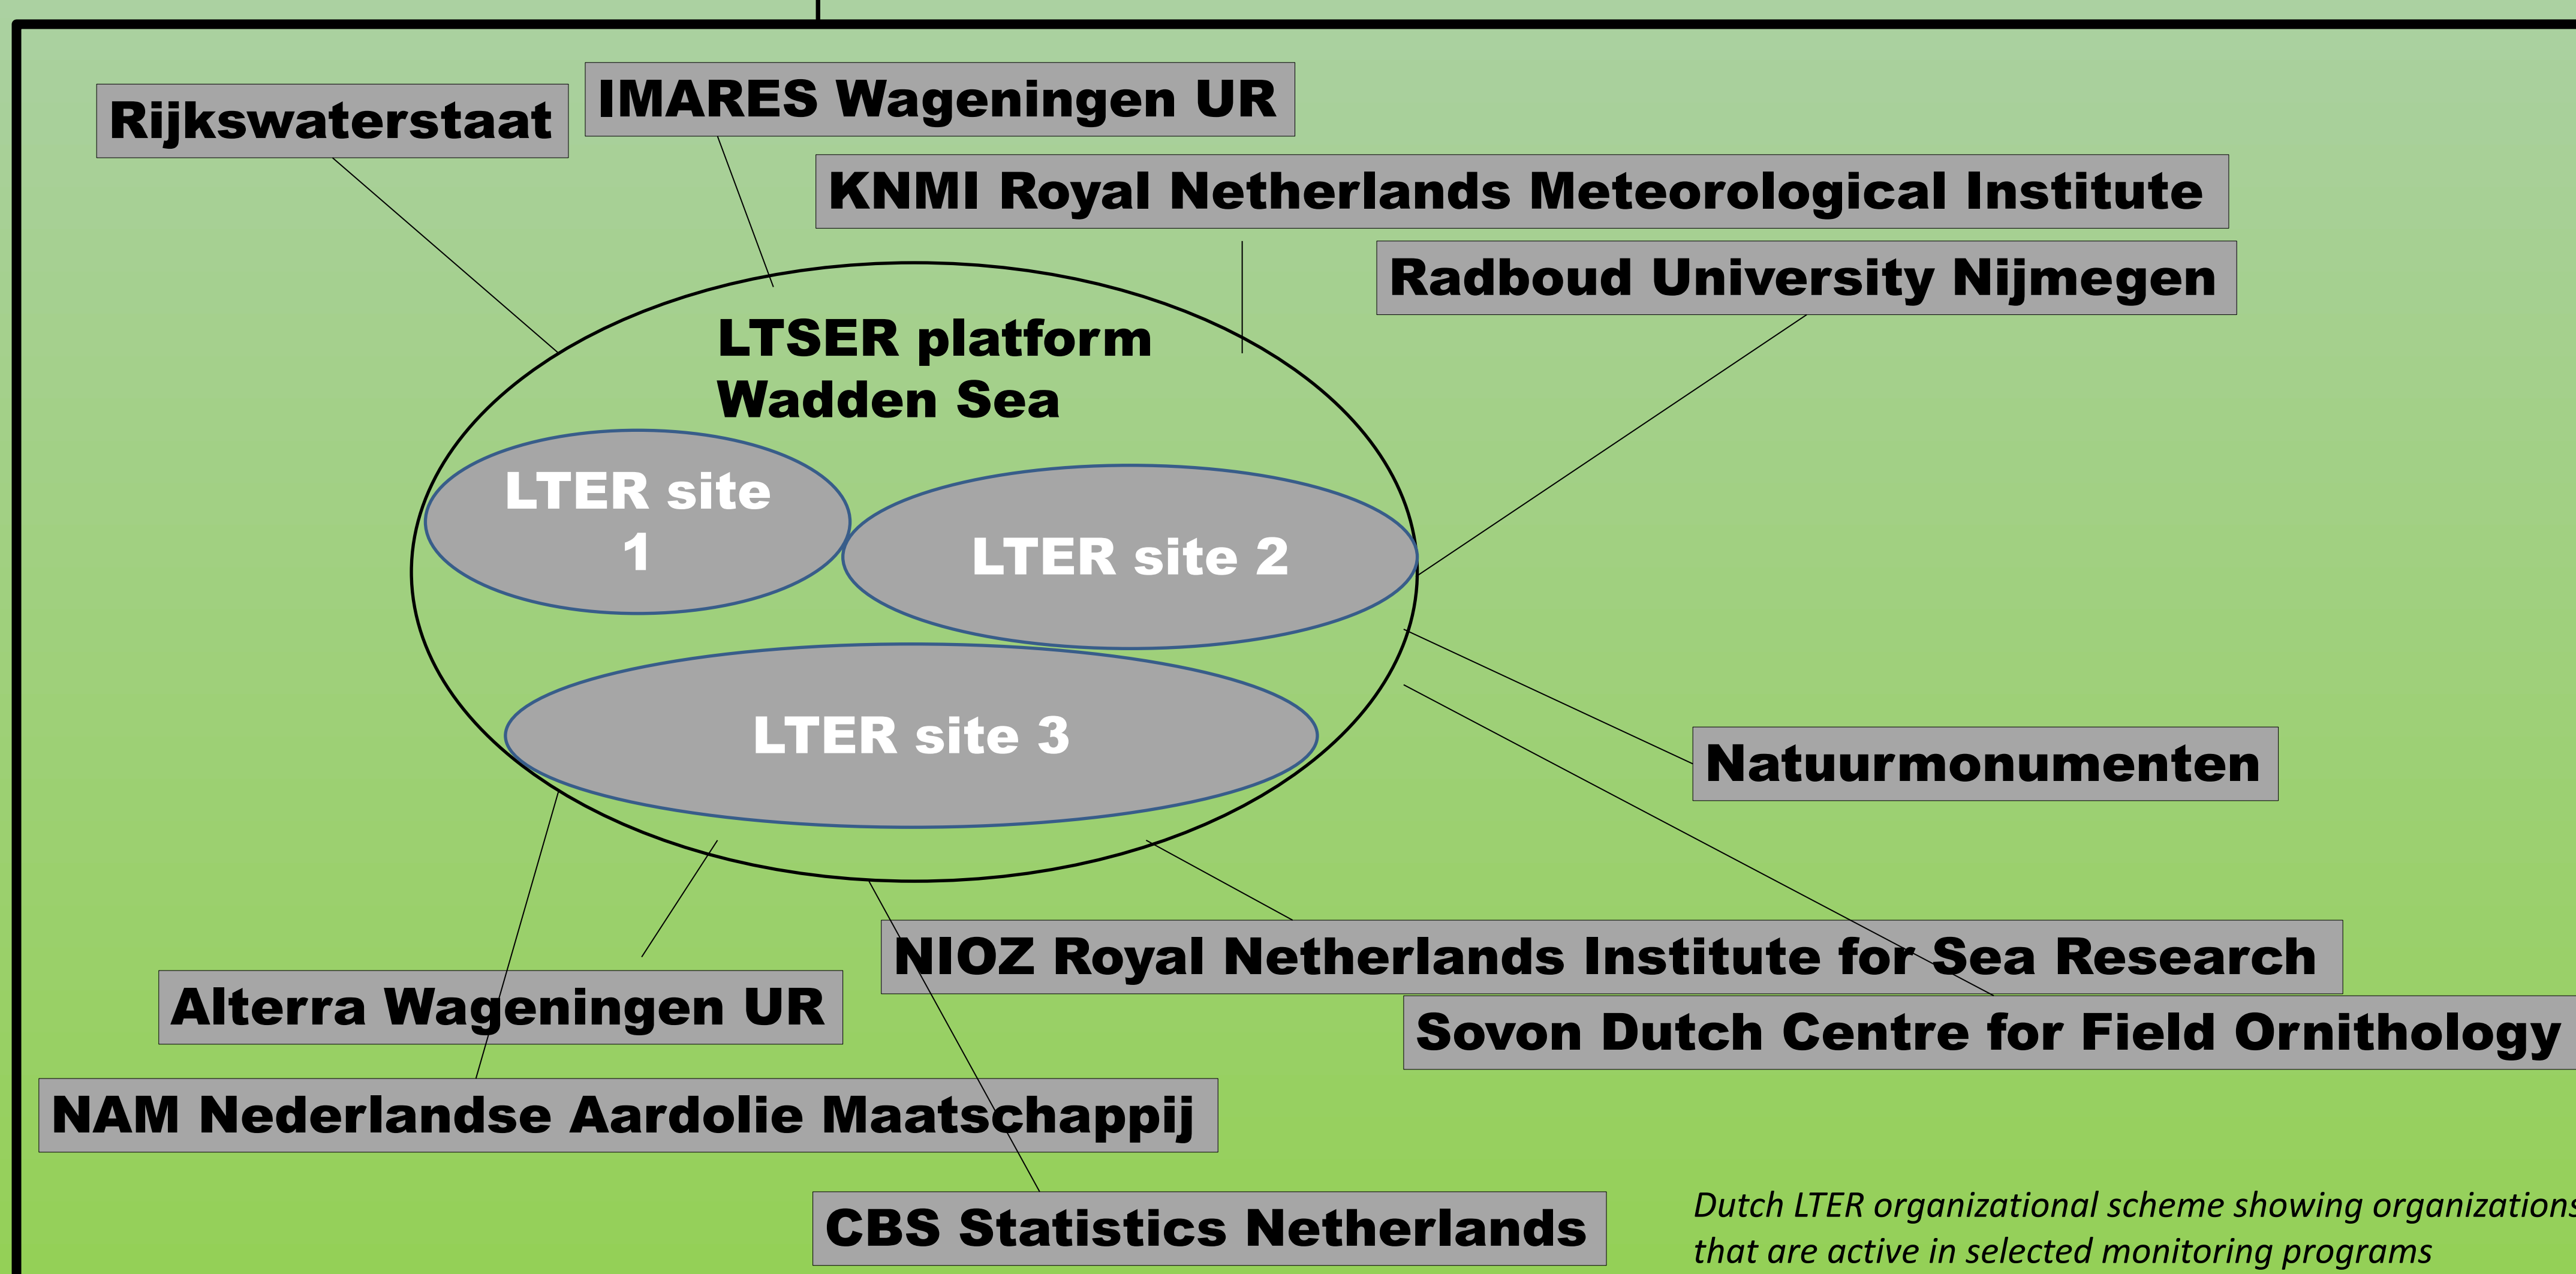 Rijkswaterstaat
IMARES Wageningen UR
KNMI Royal Netherlands Meteorological Institute
Radboud University Nijmegen
LTSER platform
Wadden Sea
LTER site
1
LTER site 2
LTER site 3
Natuurmonumenten
NIOZ Royal Netherlands Institute for Sea Research
Alterra Wageningen UR
Sovon Dutch Centre for Field Ornithology
NAM Nederlandse Aardolie Maatschappij
CBS Statistics Netherlands
Dutch LTER organizational scheme showing organizations
that are active in selected monitoring programs